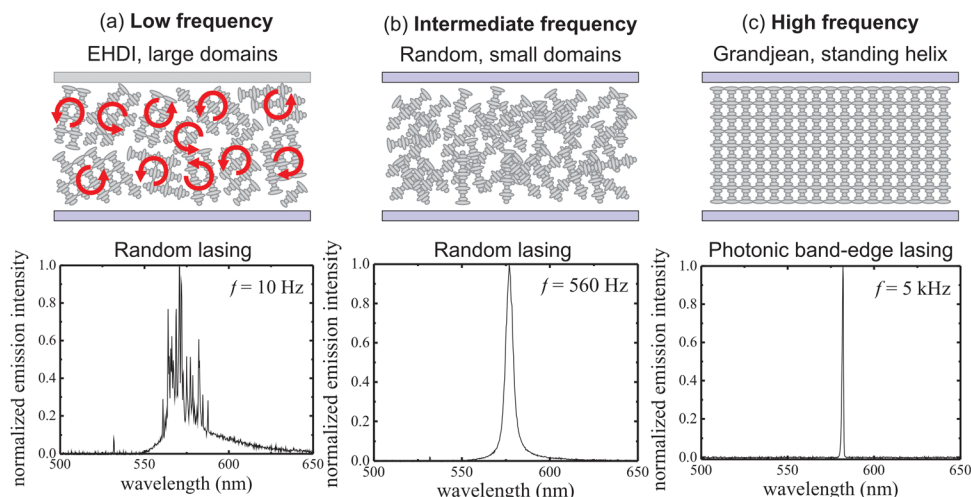 (a) Low frequency
EHDI, large domains
(b) Intermediate frequency
Random, small domains
(c) High frequency
Grandjean, standing helix
Random lasing
normalized emission intensity
1.0
0.8
0.6
0.4
0.2
0.0
f = 10 Hz
500 550 600 650
wavelength (nm)
Random lasing
normalized emission intensity
1.0
0.8
0.6
0.4
0.2
0.0
f = 560 Hz
500 550 600 650
wavelength (nm)
Photonic band-edge lasing
normalized emission intensity
1.0
0.8
0.6
0.4
0.2
0.0
f = 5 kHz
500 550 600 650
wavelength (nm)